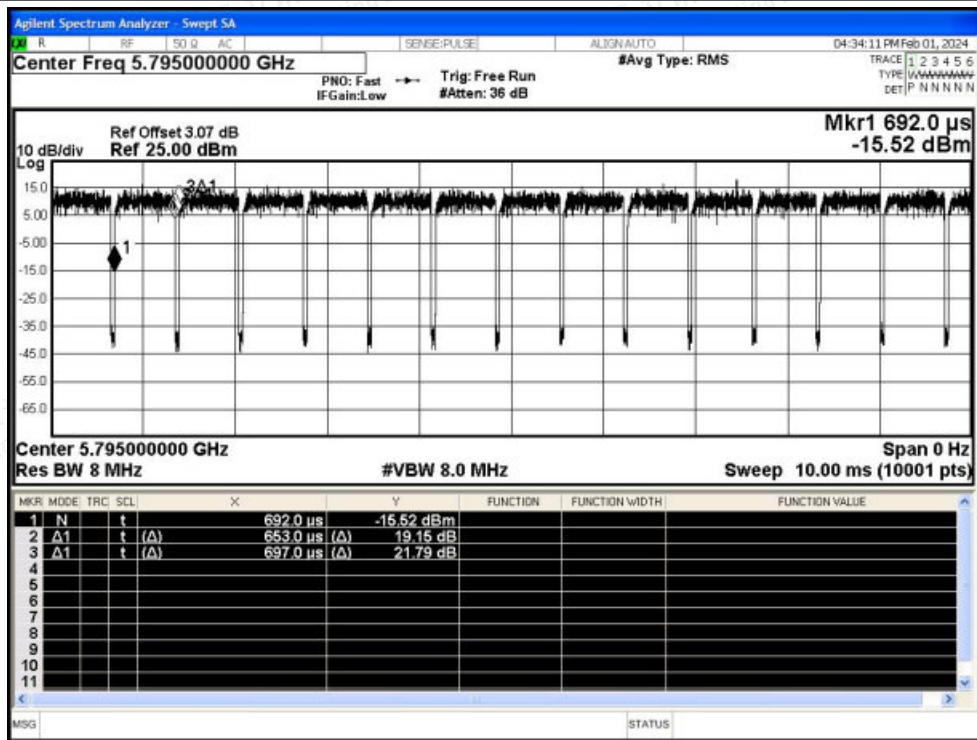 Agilent Spectrum Analyzer - Swept SA
LXI R RF 50 Ω AC SENSE:PULSE ALIGN AUTO 04:34:11 PM Feb 01, 2024
Center Freq 5.795000000 GHz #Avg Type: RMS TRACE 1 2 3 4 5 6
PNO: Fast Trig: Free Run TYPE
IFGain:Low #Atten: 36 dB DET P N N N N N
Mkr1 692.0 µs
Ref Offset 3.07 dB
10 dB/div Ref 25.00 dBm -15.52 dBm
Log
15.0
3Δ1
5.00
-5.00
1
-15.0
-25.0
-35.0
-45.0
-55.0
-65.0
Center 5.795000000 GHz Span 0 Hz
Res BW 8 MHz #VBW 8.0 MHz Sweep 10.00 ms (10001 pts)
MKR MODE TRC SCL X Y FUNCTION FUNCTION WIDTH FUNCTION VALUE
1 N t 692.0 µs -15.52 dBm
2 Δ1 t (Δ) 653.0 µs (Δ) 19.15 dB
3 Δ1 t (Δ) 697.0 µs (Δ) 21.79 dB
4
5
6
7
8
9
10
11
MSG STATUS